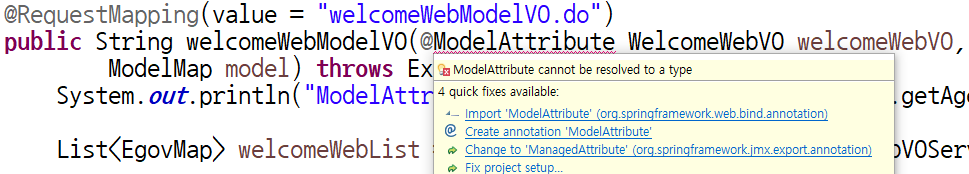 @RequestMapping(value = "welcomeWebModelVO.do")
public String welcomeWebModelVO(@ModelAttribute WelcomeWebVO welcomeWebVO,
ModelMap model) throws Ex
ModelAttribute cannot be resolved to a type
4 quick fixes available:
System.out.println("ModelAttr
.getAge
Import 'ModelAttribute' (org.springframework.web.bind.annotation)
Create annotation 'ModelAttribute'
List<EgovMap> welcomeWebList =
Change to 'ManagedAttribute' (org.springframework.jmx.export.annotation)
bVOServ
Fix project setup...